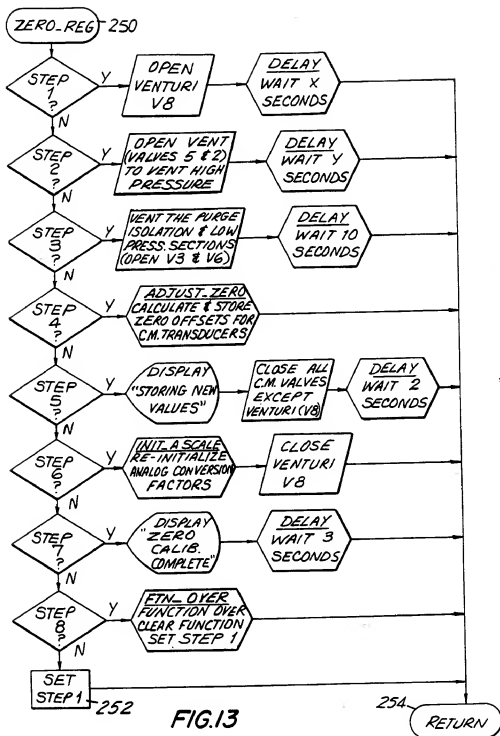 ZERO_REG
250
STEP
1
?
Y
N
OPEN
VENTURI
V8
DELAY
WAIT X
SECONDS
STEP
2
?
Y
N
OPEN VENT
(VALVES 5 & 2)
TO VENT HIGH
PRESSURE
DELAY
WAIT Y
SECONDS
STEP
3
?
Y
N
VENT THE PURGE
ISOLATION & LOW
PRESS. SECTIONS
(OPEN V3 & V6)
DELAY
WAIT 10
SECONDS
STEP
4
?
Y
N
ADJUST_ZERO
CALCULATE & STORE
ZERO OFFSETS FOR
C.M. TRANSDUCERS
STEP
5
?
Y
N
DISPLAY
"STORING NEW
VALUES"
CLOSE ALL
C.M. VALVES
EXCEPT
VENTURI (V8)
DELAY
WAIT 2
SECONDS
STEP
6
?
Y
N
INIT_A SCALE
RE-INITIALIZE
ANALOG CONVERSION
FACTORS
CLOSE
VENTURI
V8
STEP
7
?
Y
N
DISPLAY
"ZERO
CALIB.
COMPLETE"
DELAY
WAIT 3
SECONDS
STEP
8
?
Y
N
FTN_OVER
FUNCTION OVER
CLEAR FUNCTION
SET STEP 1
SET
STEP 1
252
254
RETURN
FIG.13